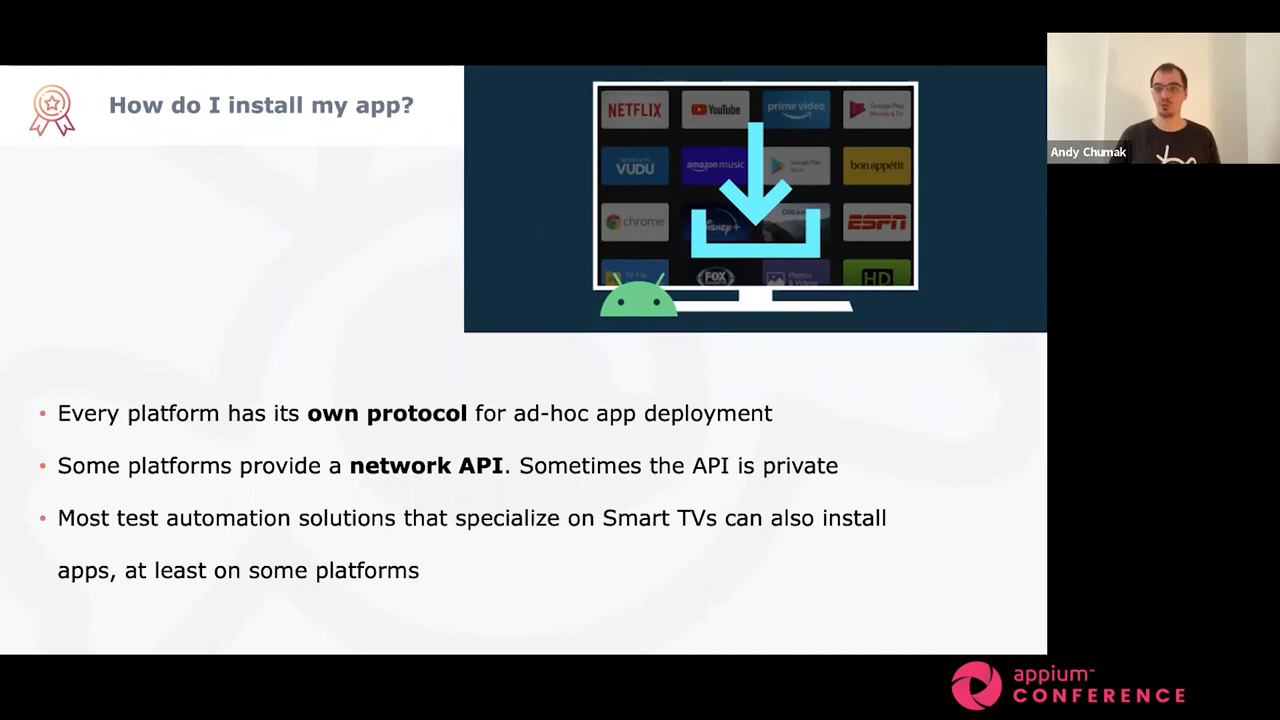 How do I install my app?
NETFLIX
YouTube
prime video
Google Play
Movies & TV
VUDU
amazon music
Google Play
Store
bon appétit
chrome
Disney+
ESPN
FOX
Photos
& Videos
HD
Andy Chumak
• Every platform has its own protocol for ad-hoc app deployment
• Some platforms provide a network API. Sometimes the API is private
• Most test automation solutions that specialize on Smart TVs can also install
apps, at least on some platforms
appium™
CONFERENCE